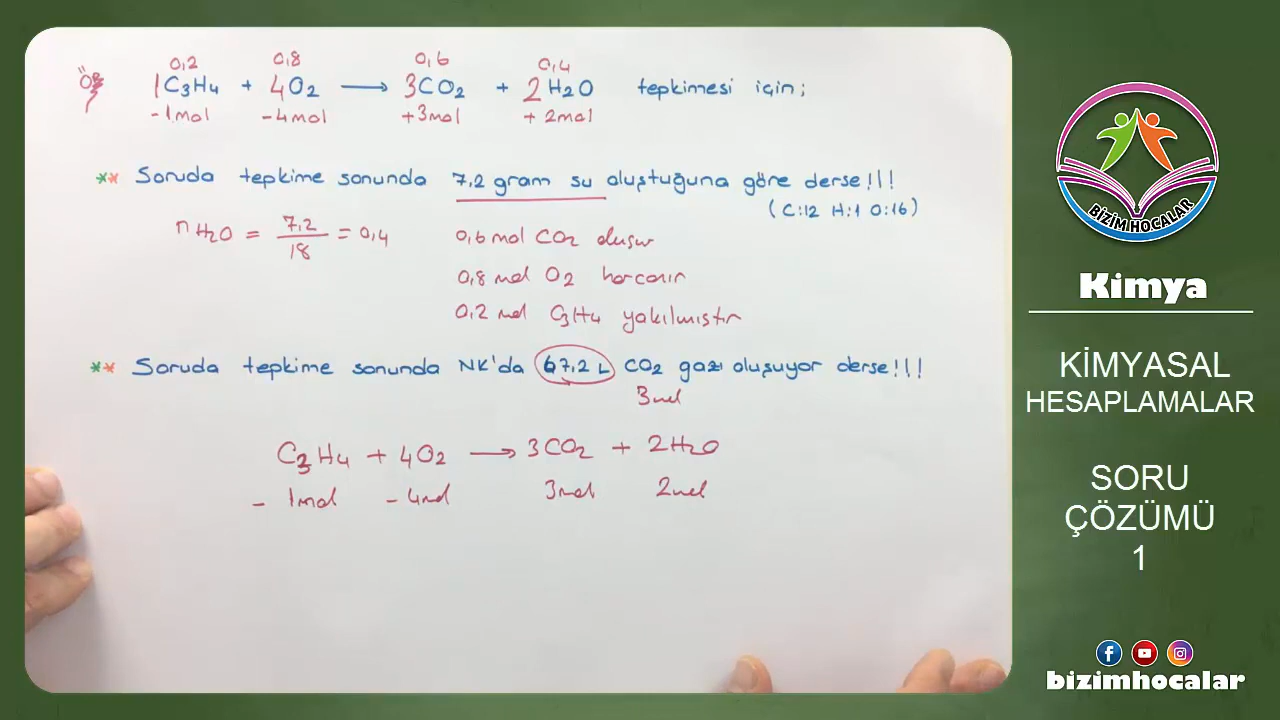 Ör
0,2 0,8 0,6 0,4
1C3H4 + 4O2 → 3CO2 + 2H2O tepkimesi için;
-1mol -4mol +3mol +2mol
** Soruda tepkime sonunda 7,2 gram su oluştuğuna göre derse!!!
(C:12 H:1 O:16)
nH2O = 7,2/18 = 0,4
0,6 mol CO2 oluşur
0,8 mol O2 harcanır
0,2 mol C3H4 yakılmıştır
** Soruda tepkime sonunda NK'da 67,2 L CO2 gazı oluşuyor derse!!!
3mol
C3H4 + 4O2 → 3CO2 + 2H2O
- 1mol - 4mol 3mol 2mol
BİZİM HOCALAR
Kimya
KİMYASAL
HESAPLAMALAR
SORU
ÇÖZÜMÜ
1
bizimhocalar